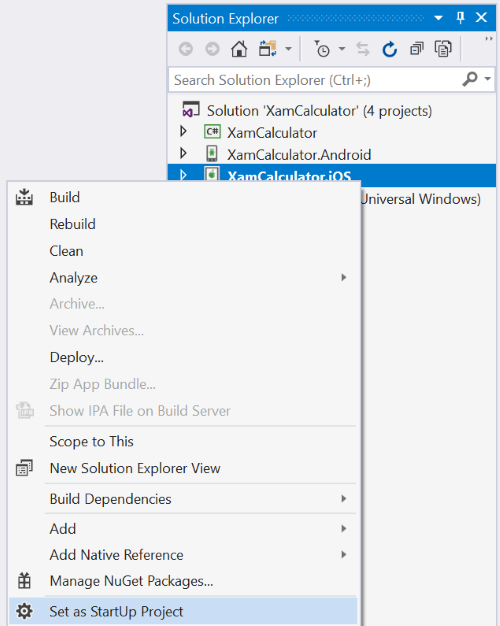 Solution Explorer
Search Solution Explorer (Ctrl+;)
Solution 'XamCalculator' (4 projects)
C# XamCalculator
XamCalculator.Android
XamCalculator.iOS
Universal Windows)
Build
Rebuild
Clean
Analyze
Archive...
View Archives...
Deploy...
Zip App Bundle...
Show IPA File on Build Server
Scope to This
New Solution Explorer View
Build Dependencies
Add
Add Native Reference
Manage NuGet Packages...
Set as StartUp Project